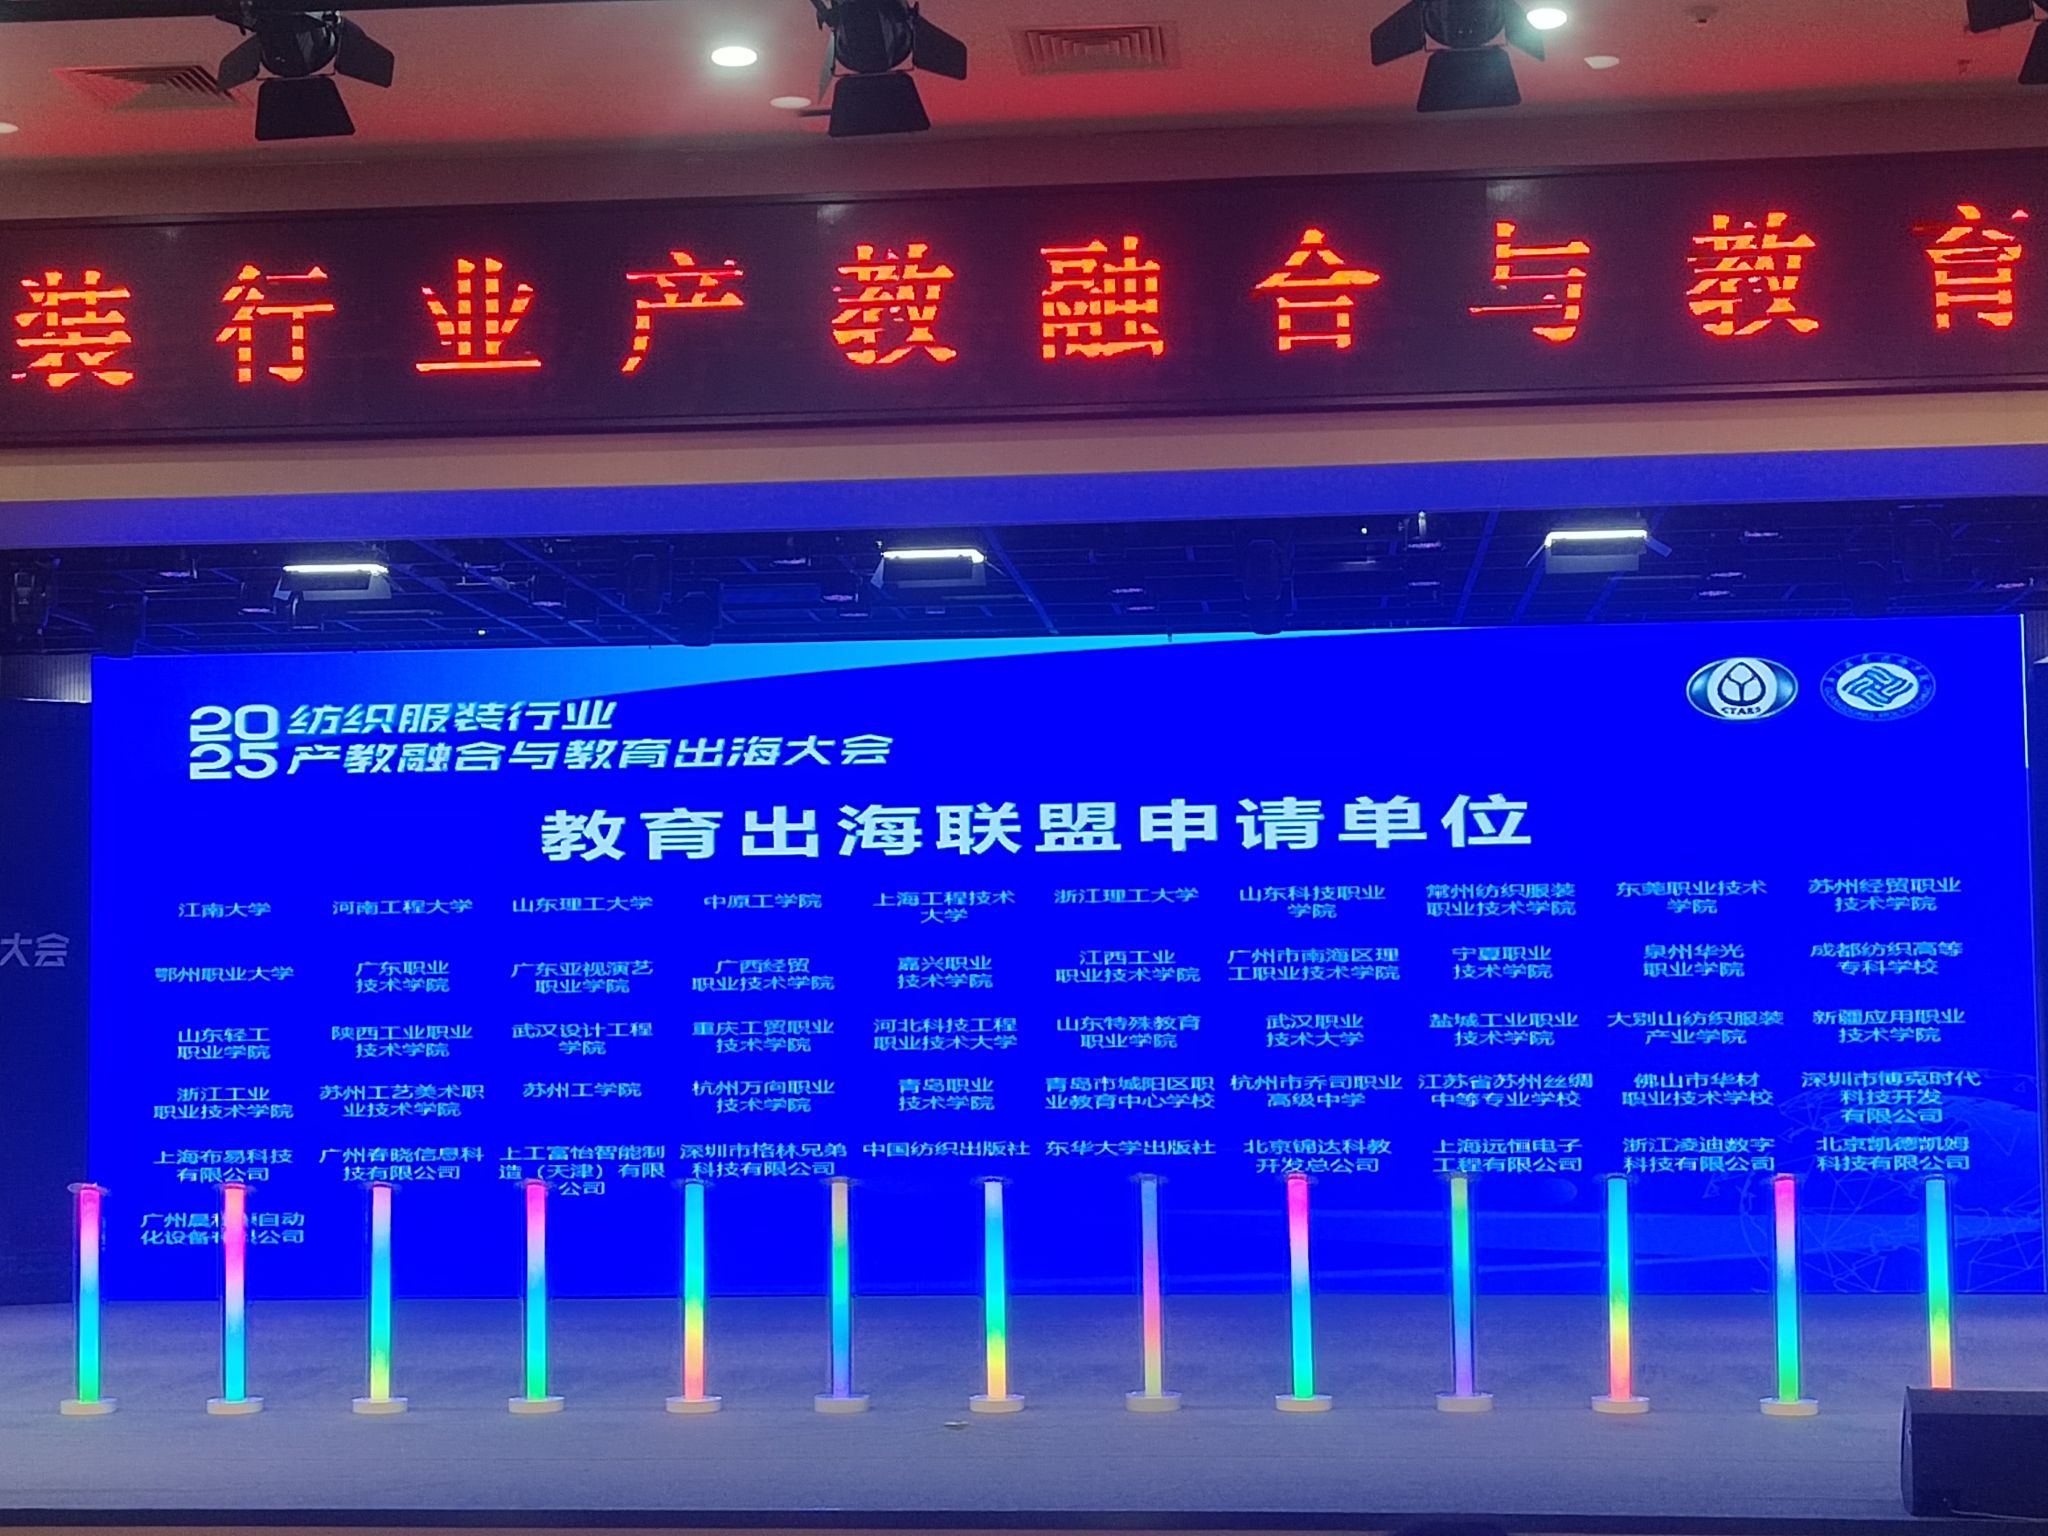 装行业产教融合与教育
2025 纺织服装行业
产教融合与教育出海大会
CTAES
教育出海联盟申请单位
大会
江南大学
河南工程大学
山东理工大学
中原工学院
上海工程技术
大学
浙江理工大学
山东科技职业
学院
常州纺织服装
职业技术学院
东莞职业技术
学院
苏州经贸职业
技术学院
鄂州职业大学
广东职业
技术学院
广东亚视演艺
职业学院
广西经贸
职业技术学院
嘉兴职业
技术学院
江西工业
职业技术学院
广州市南海区理
工职业技术学院
宁夏职业
技术学院
泉州华光
职业学院
成都纺织高等
专科学校
山东轻工
职业学院
陕西工业职业
技术学院
武汉设计工程
学院
重庆工贸职业
技术学院
河北科技工程
职业技术大学
山东特殊教育
职业学院
武汉职业
技术大学
盐城工业职业
技术学院
大别山纺织服装
产业学院
新疆应用职业
技术学院
浙江工业
职业技术学院
苏州工艺美术职
业技术学院
苏州工学院
杭州万向职业
技术学院
青岛职业
技术学院
青岛市城阳区职
业教育中心学校
杭州市乔司职业
高级中学
江苏省苏州丝绸
中等专业学校
佛山市华材
职业技术学校
深圳市博克时代
科技开发
有限公司
上海布易科技
有限公司
广州春晓信息科
技有限公司
上工富怡智能制
造（天津）有限
公司
深圳市格林兄弟
科技有限公司
中国纺织出版社
东华大学出版社
北京锦达科教
开发总公司
上海远恒电子
工程有限公司
浙江凌迪数字
科技有限公司
北京凯德凯姆
科技有限公司
广州晨 自动
化设备有限公司